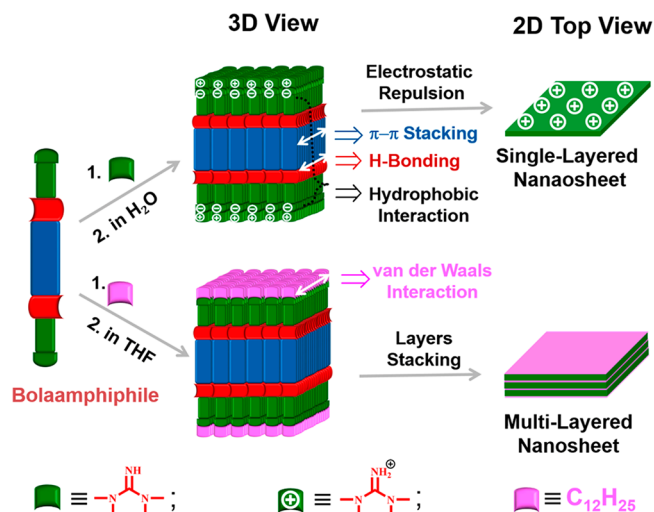 3D View
2D Top View
Electrostatic
Repulsion
π–π Stacking
H-Bonding
Hydrophobic
Interaction
Single-Layered
Nanaosheet
1.
2. in H₂O
1.
2. in THF
Bolaamphiphile
van der Waals
Interaction
Layers
Stacking
Multi-Layered
Nanosheet
≡ NH N N ;
≡ NH₂⊕ N N ;
≡ C₁₂H₂₅